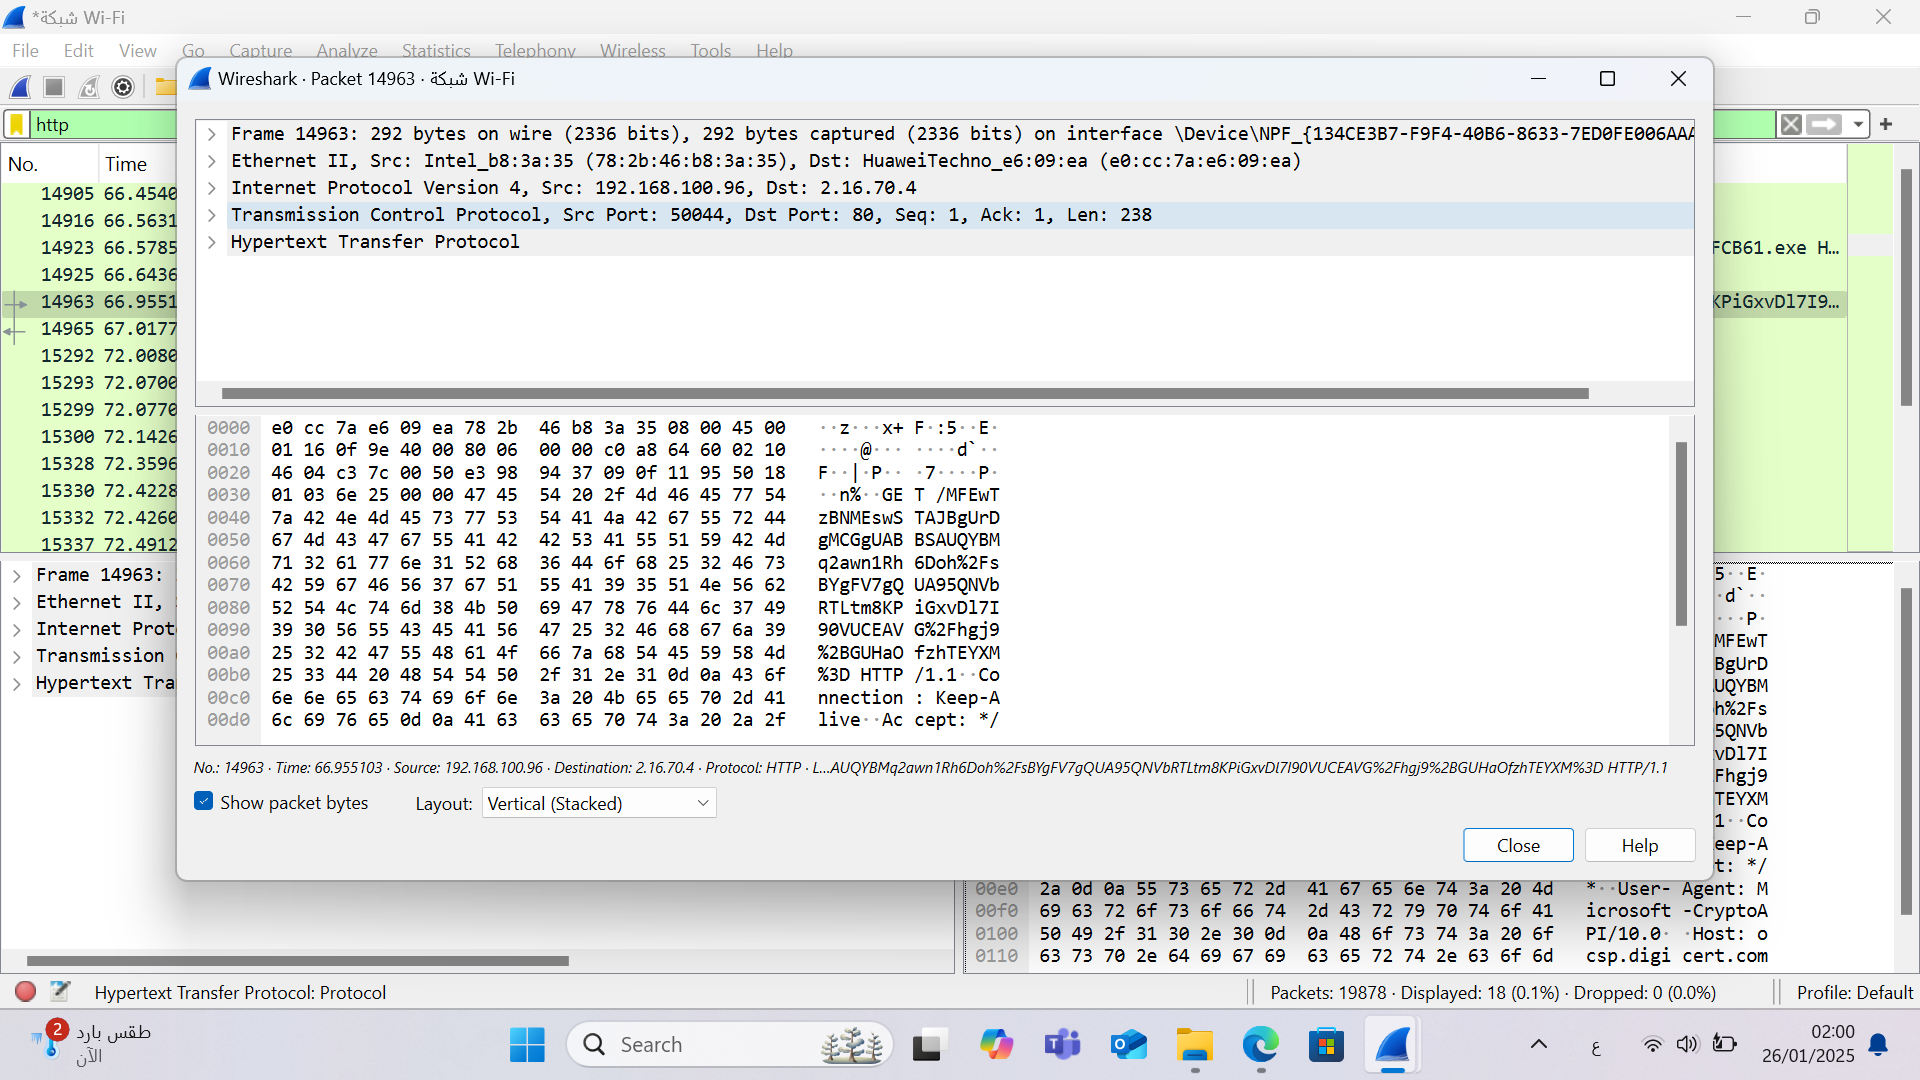 *شبكة Wi-Fi
File Edit View Go Capture Analyze Statistics Telephony Wireless Tools Help
http
No. Time
14905 66.4540
14916 66.5631
14923 66.5785
FCB61.exe H...
14925 66.6436
14963 66.9551
KPiGxvDl7I9...
14965 67.0177
15292 72.0080
15293 72.0700
15299 72.0770
15300 72.1426
15328 72.3596
15330 72.4228
15332 72.4260
15337 72.4912
Wireshark · Packet 14963 · شبكة Wi-Fi
Frame 14963: 292 bytes on wire (2336 bits), 292 bytes captured (2336 bits) on interface \Device\NPF_{134CE3B7-F9F4-40B6-8633-7ED0FE006AAA
Ethernet II, Src: Intel_b8:3a:35 (78:2b:46:b8:3a:35), Dst: HuaweiTechno_e6:09:ea (e0:cc:7a:e6:09:ea)
Internet Protocol Version 4, Src: 192.168.100.96, Dst: 2.16.70.4
Transmission Control Protocol, Src Port: 50044, Dst Port: 80, Seq: 1, Ack: 1, Len: 238
Hypertext Transfer Protocol
0000 e0 cc 7a e6 09 ea 78 2b 46 b8 3a 35 08 00 45 00 ··z···x+ F·:5··E·
0010 01 16 0f 9e 40 00 80 06 00 00 c0 a8 64 60 02 10 ····@··· ····d`··
0020 46 04 c3 7c 00 50 e3 98 94 37 09 0f 11 95 50 18 F··|·P·· ·7····P·
0030 01 03 6e 25 00 00 47 45 54 20 2f 4d 46 45 77 54 ··n%··GE T /MFEwT
0040 7a 42 4e 4d 45 73 77 53 54 41 4a 42 67 55 72 44 zBNMEswS TAJBgUrD
0050 67 4d 43 47 67 55 41 42 42 53 41 55 51 59 42 4d gMCGgUAB BSAUQYBM
0060 71 32 61 77 6e 31 52 68 36 44 6f 68 25 32 46 73 q2awn1Rh 6Doh%2Fs
0070 42 59 67 46 56 37 67 51 55 41 39 35 51 4e 56 62 BYgFV7gQ UA95QNVb
0080 52 54 4c 74 6d 38 4b 50 69 47 78 76 44 6c 37 49 RTLtm8KP iGxvDl7I
0090 39 30 56 55 43 45 41 56 47 25 32 46 68 67 6a 39 90VUCEAV G%2Fhgj9
00a0 25 32 42 47 55 48 61 4f 66 7a 68 54 45 59 58 4d %2BGUHaO fzhTEYXM
00b0 25 33 44 20 48 54 54 50 2f 31 2e 31 0d 0a 43 6f %3D HTTP /1.1··Co
00c0 6e 6e 65 63 74 69 6f 6e 3a 20 4b 65 65 70 2d 41 nnection : Keep-A
00d0 6c 69 76 65 0d 0a 41 63 63 65 70 74 3a 20 2a 2f live··Ac cept: */
No.: 14963 · Time: 66.955103 · Source: 192.168.100.96 · Destination: 2.16.70.4 · Protocol: HTTP · L...AUQYBMq2awn1Rh6Doh%2FsBYgFV7gQUA95QNVbRTLtm8KPiGxvDl7I90VUCEAVG%2Fhgj9%2BGUHaOfzhTEYXM%3D HTTP/1.1
Show packet bytes Layout: Vertical (Stacked)
Close Help
Frame 14963:
Ethernet II,
Internet Prot
Transmission
Hypertext Tra
5··E·
·d`··
···P·
MFEwT
BgUrD
UQYBM
h%2Fs
5QNVb
vDl7I
Fhgj9
TEYXM
1··Co
eep-A
t: */
00e0 2a 0d 0a 55 73 65 72 2d 41 67 65 6e 74 3a 20 4d *··User- Agent: M
00f0 69 63 72 6f 73 6f 66 74 2d 43 72 79 70 74 6f 41 icrosoft -CryptoA
0100 50 49 2f 31 30 2e 30 0d 0a 48 6f 73 74 3a 20 6f PI/10.0· ·Host: o
0110 63 73 70 2e 64 69 67 69 63 65 72 74 2e 63 6f 6d csp.digi cert.com
Hypertext Transfer Protocol: Protocol
Packets: 19878 · Displayed: 18 (0.1%) · Dropped: 0 (0.0%)
Profile: Default
2
طقس بارد
الآن
Search
ع
02:00
26/01/2025